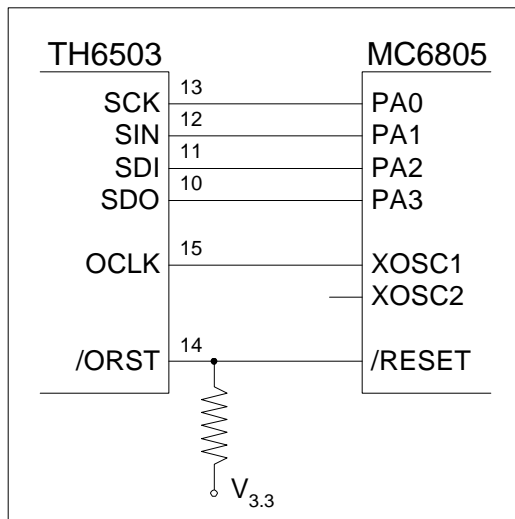 TH6503 MC6805
13
SCK PA0
12
SIN PA1
11
SDI PA2
10
SDO PA3
15
OCLK XOSC1
XOSC2
14
/ORST /RESET
V3.3